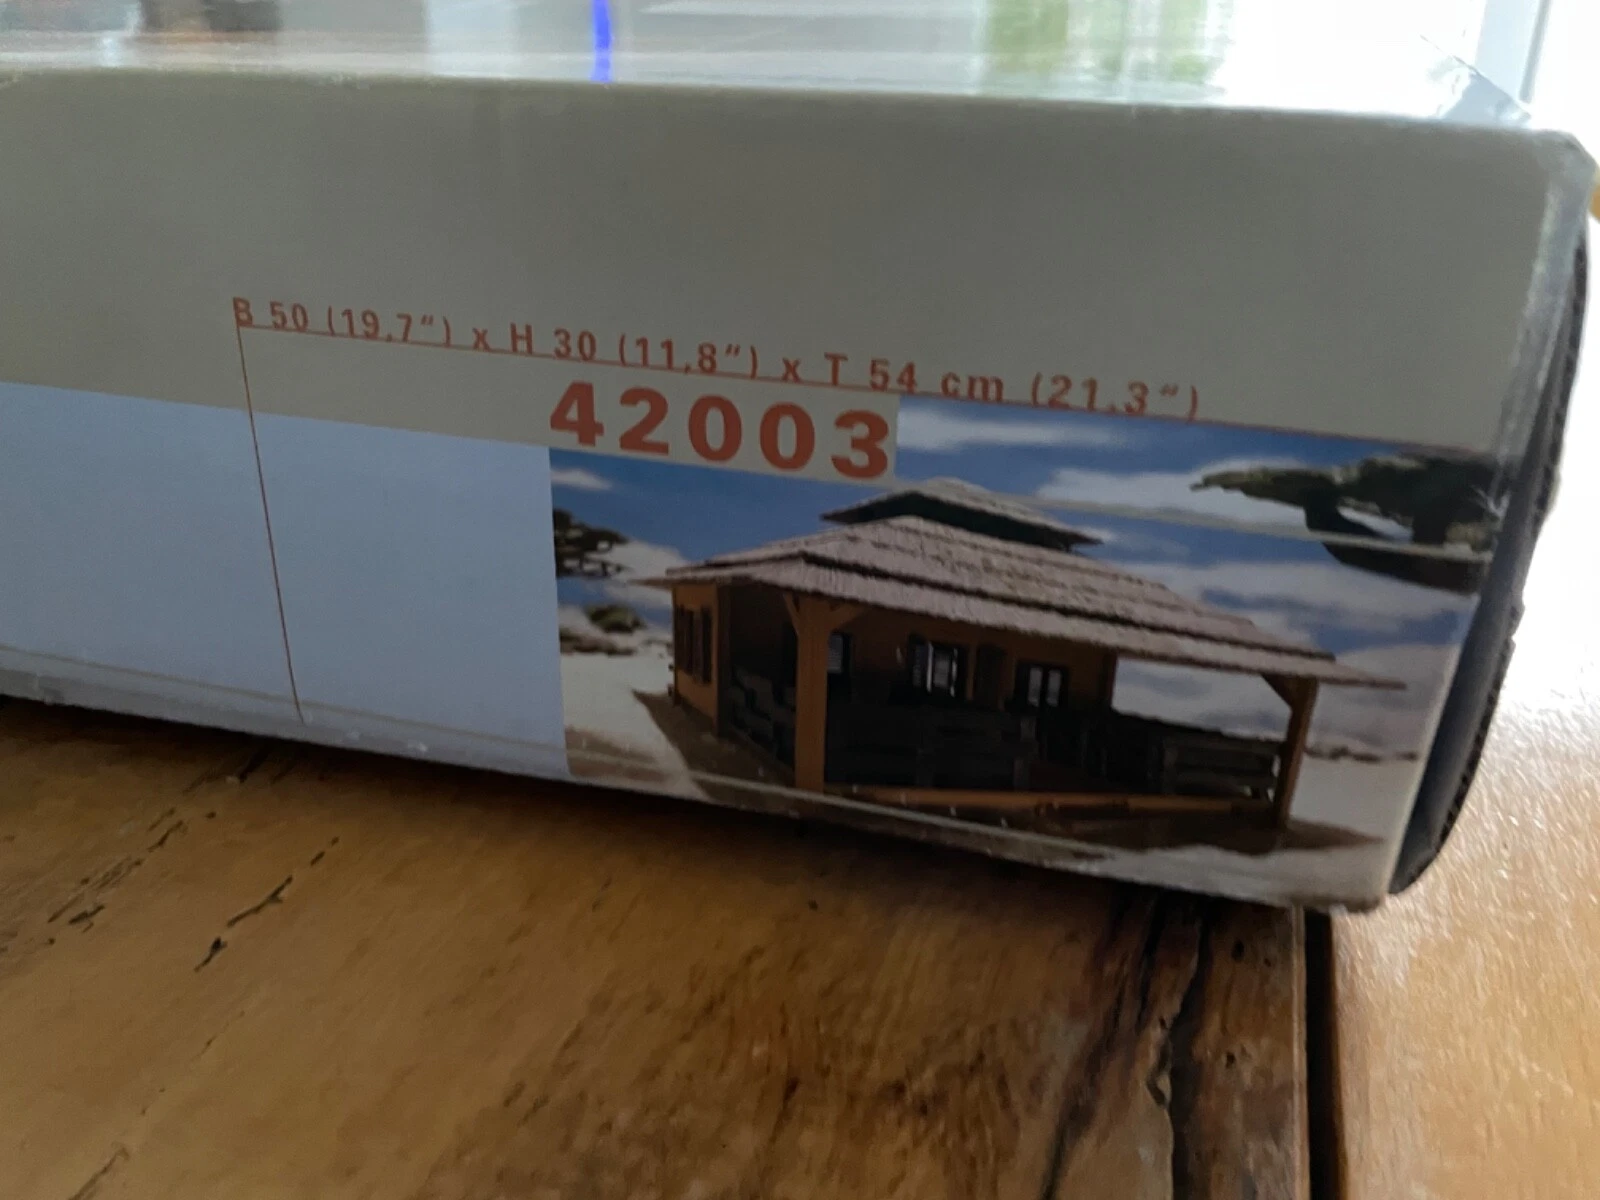 B 50 (19,7“) x H 30 (11,8“) x T 54 cm (21,3“)
42003